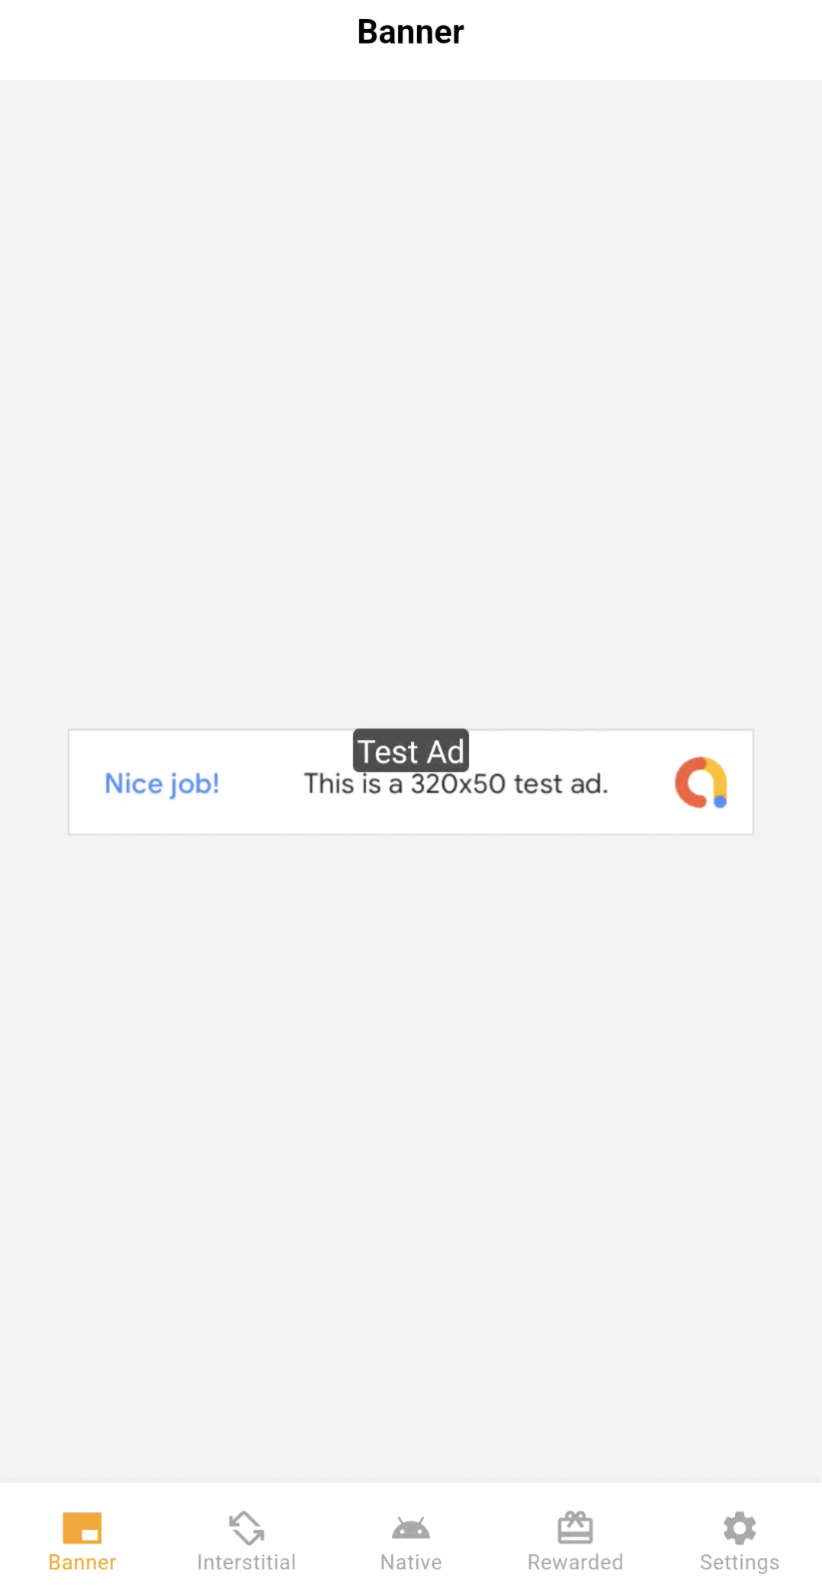 Banner
Test Ad
Nice job! This is a 320x50 test ad.
Banner Interstitial Native Rewarded Settings